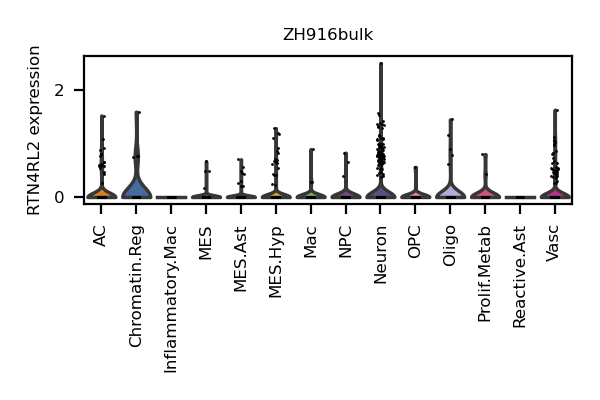 ZH916bulk
RTN4RL2 expression
2
0
AC
Chromatin.Reg
Inflammatory.Mac
MES
MES.Ast
MES.Hyp
Mac
NPC
Neuron
OPC
Oligo
Prolif.Metab
Reactive.Ast
Vasc